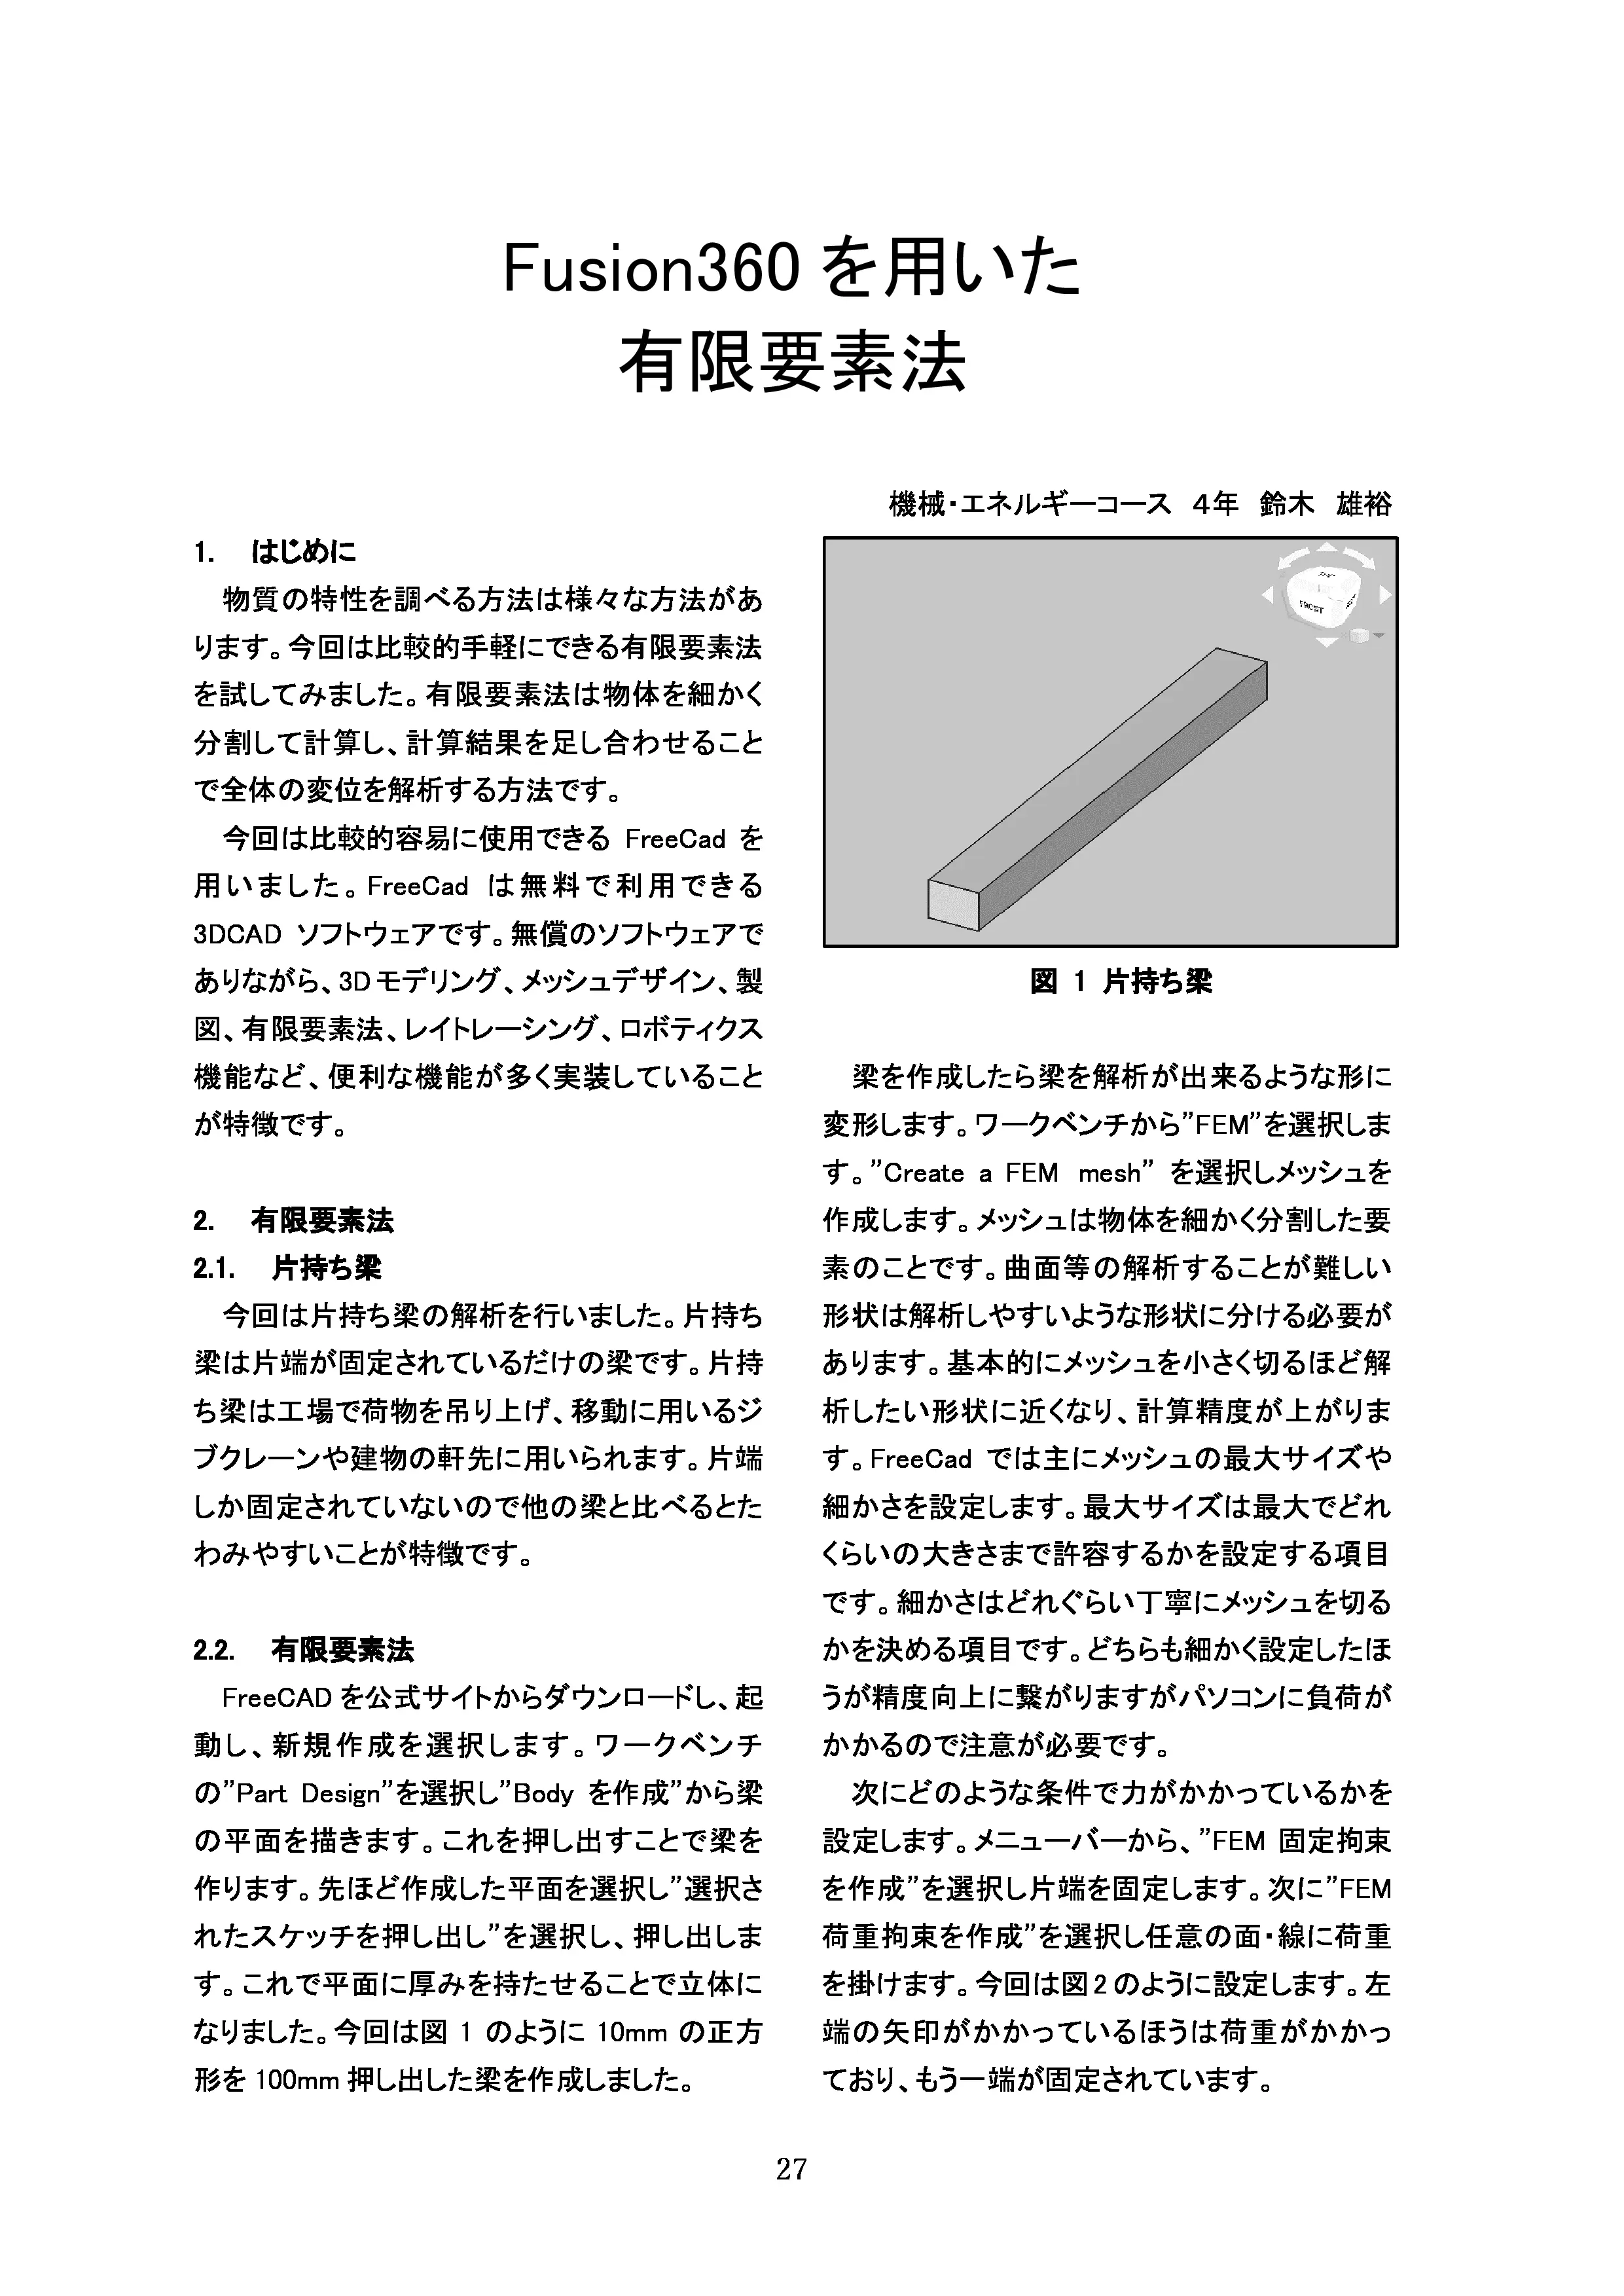 Fusion360 を用いた
有限要素法
機械・エネルギーコース 4年 鈴木 雄裕
1. はじめに
物質の特性を調べる方法は様々な方法があ
ります。今回は比較的手軽にできる有限要素法
を試してみました。有限要素法は物体を細かく
分割して計算し、計算結果を足し合わせること
で全体の変位を解析する方法です。
今回は比較的容易に使用できる FreeCad を
用いました。FreeCad は無料で利用できる
3DCAD ソフトウェアです。無償のソフトウェアで
ありながら、3D モデリング、メッシュデザイン、製
図、有限要素法、レイトレーシング、ロボティクス
機能など、便利な機能が多く実装していること
が特徴です。
2. 有限要素法
2.1. 片持ち梁
今回は片持ち梁の解析を行いました。片持ち
梁は片端が固定されているだけの梁です。片持
ち梁は工場で荷物を吊り上げ、移動に用いるジ
ブクレーンや建物の軒先に用いられます。片端
しか固定されていないので他の梁と比べるとた
わみやすいことが特徴です。
2.2. 有限要素法
FreeCAD を公式サイトからダウンロードし、起
動し、新規作成を選択します。ワークベンチ
の”Part Design”を選択し”Body を作成”から梁
の平面を描きます。これを押し出すことで梁を
作ります。先ほど作成した平面を選択し”選択さ
れたスケッチを押し出し”を選択し、押し出しま
す。これで平面に厚みを持たせることで立体に
なりました。今回は図 1 のように 10mm の正方
形を 100mm 押し出した梁を作成しました。
FRONT
図 1 片持ち梁
梁を作成したら梁を解析が出来るような形に
変形します。ワークベンチから”FEM”を選択しま
す。”Create a FEM mesh” を選択しメッシュを
作成します。メッシュは物体を細かく分割した要
素のことです。曲面等の解析することが難しい
形状は解析しやすいような形状に分ける必要が
あります。基本的にメッシュを小さく切るほど解
析したい形状に近くなり、計算精度が上がりま
す。FreeCad では主にメッシュの最大サイズや
細かさを設定します。最大サイズは最大でどれ
くらいの大きさまで許容するかを設定する項目
です。細かさはどれぐらい丁寧にメッシュを切る
かを決める項目です。どちらも細かく設定したほ
うが精度向上に繋がりますがパソコンに負荷が
かかるので注意が必要です。
次にどのような条件で力がかかっているかを
設定します。メニューバーから、”FEM 固定拘束
を作成”を選択し片端を固定します。次に”FEM
荷重拘束を作成”を選択し任意の面・線に荷重
を掛けます。今回は図2のように設定します。左
端の矢印がかかっているほうは荷重がかかっ
ており、もう一端が固定されています。
27